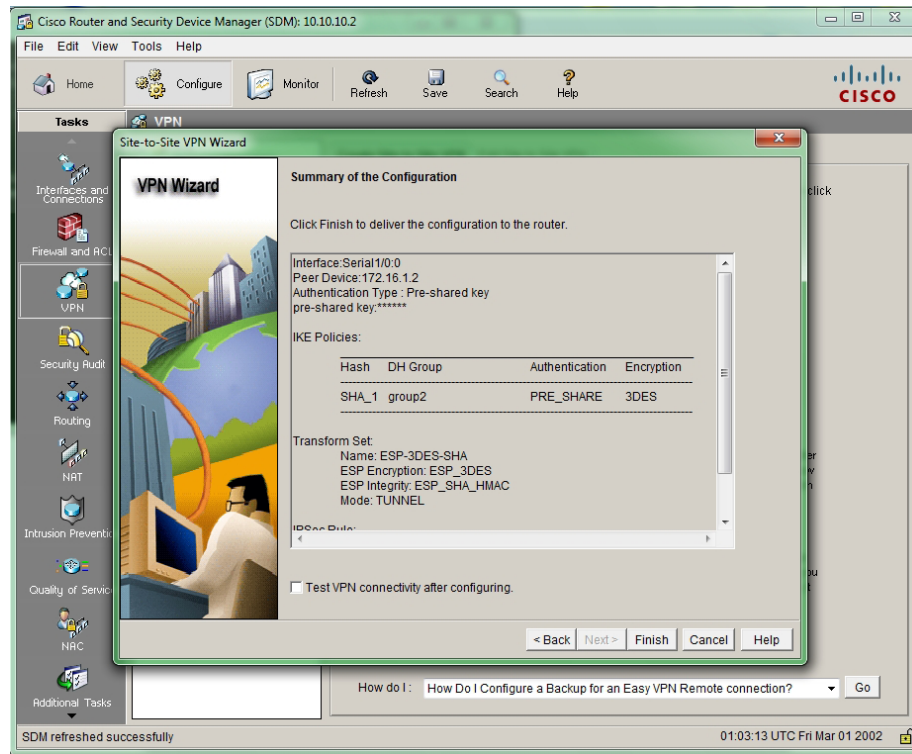 Cisco Router and Security Device Manager (SDM): 10.10.10.2
File Edit View Tools Help
Home Configure Monitor Refresh Save Search Help
CISCO
Tasks VPN
Site-to-Site VPN Wizard
VPN Wizard
Summary of the Configuration
Click Finish to deliver the configuration to the router.
Interface:Serial1/0:0
Peer Device:172.16.1.2
Authentication Type : Pre-shared key
pre-shared key:******
IKE Policies:
Hash DH Group Authentication Encryption
SHA_1 group2 PRE_SHARE 3DES
Transform Set:
Name: ESP-3DES-SHA
ESP Encryption: ESP_3DES
ESP Integrity: ESP_SHA_HMAC
Mode: TUNNEL
IPSec Rule:
Test VPN connectivity after configuring.
< Back Next > Finish Cancel Help
Interfaces and
Connections
Firewall and ACL
VPN
Security Audit
Routing
NAT
Intrusion Preventio
Quality of Servic
NAC
Additional Tasks
click
How do I : How Do I Configure a Backup for an Easy VPN Remote connection? Go
SDM refreshed successfully 01:03:13 UTC Fri Mar 01 2002